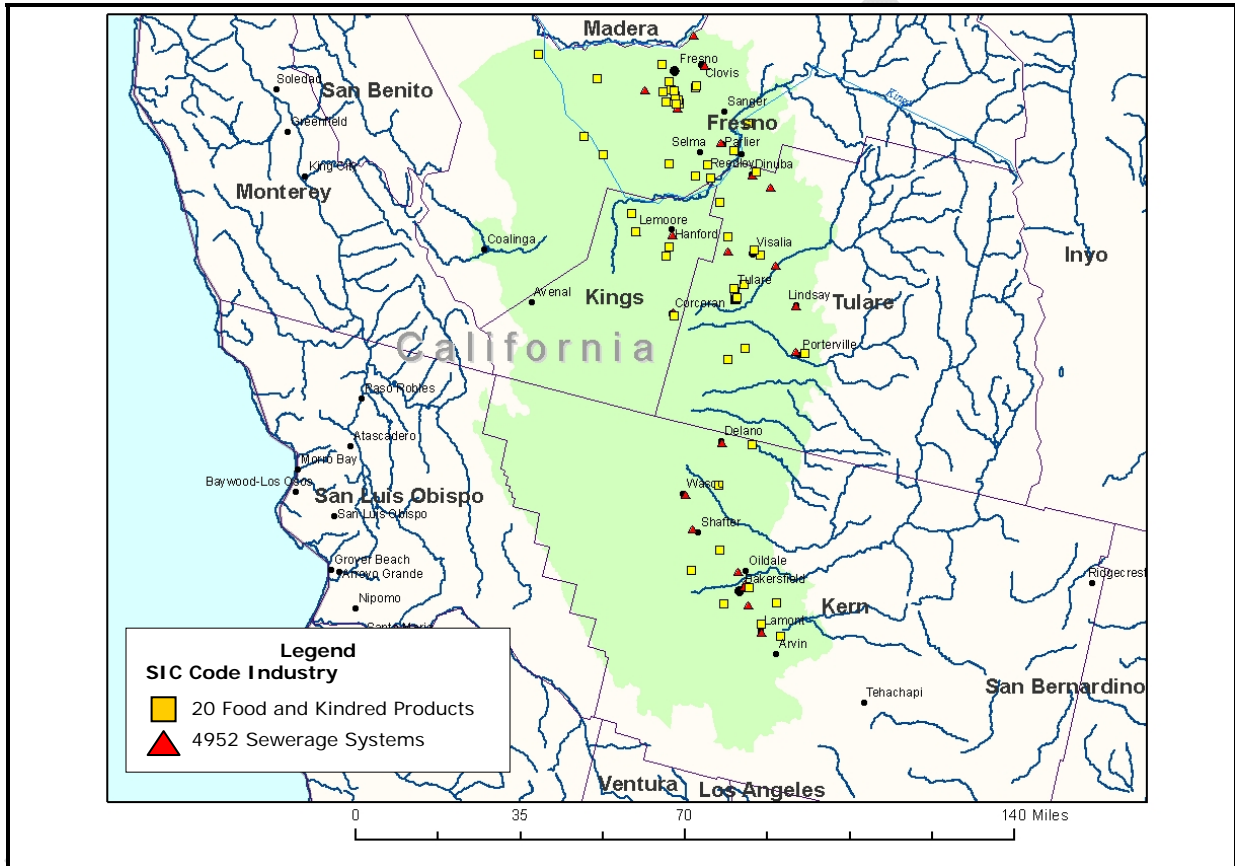 Madera
Fresno
Clovis
Soledad
San Benito
Kings
Sanger
Greenfield
Fresno
Selma
Parlier
King City
Reedley
Dinuba
Monterey
Lemoore
Hanford
Coalinga
Visalia
Inyo
Avenal
Kings
Tulare
Lindsay
Tulare
Corcoran
California
Porterville
Paso Robles
Delano
Atascadero
Morro Bay
Baywood-Los Osos
San Luis Obispo
Wasco
San Luis Obispo
Shafter
Grover Beach
Arroyo Grande
Oildale
Bakersfield
Ridgecrest
Nipomo
Kern
Lamont
Arvin
San Bernardino
Tehachapi
Legend
SIC Code Industry
20 Food and Kindred Products
4952 Sewerage Systems
Ventura
Los Angeles
0 35 70 140 Miles